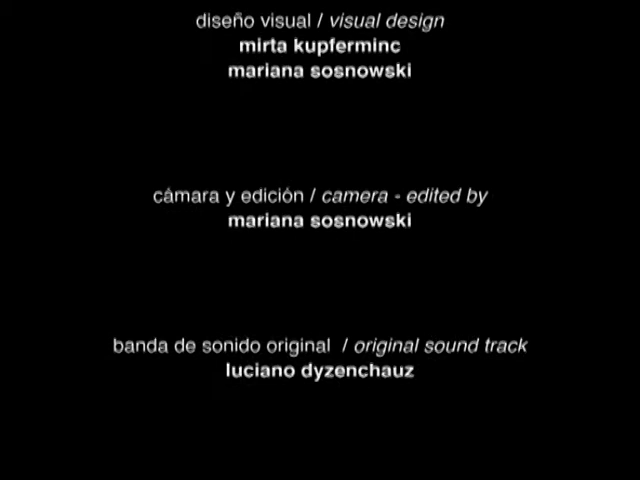 diseño visual / visual design
mirta kupferminc
mariana sosnowski
cámara y edición / camera - edited by
mariana sosnowski
banda de sonido original / original sound track
luciano dyzenchauz